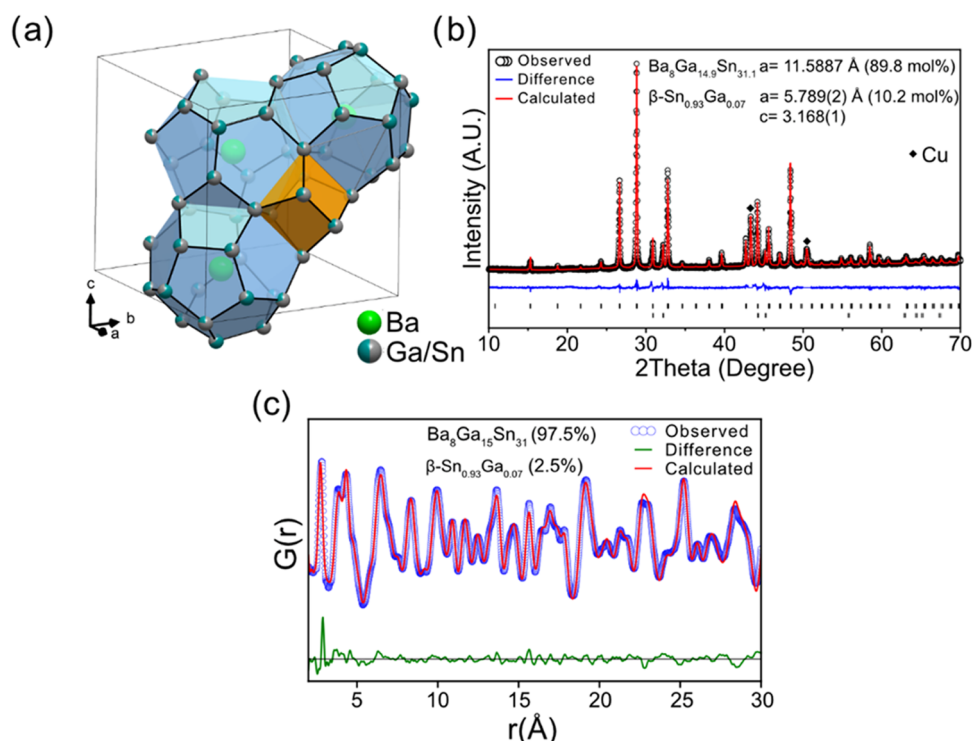 (a)
c
b
a
Ba
Ga/Sn
(b)
Observed
Difference
Calculated
Ba₈Ga₁₄.₉Sn₃₁.₁ a= 11.5887 Å (89.8 mol%)
β-Sn₀.₉₃Ga₀.₀₇ a= 5.789(2) Å (10.2 mol%)
c= 3.168(1)
Cu
Intensity (A.U.)
10 20 30 40 50 60 70
2Theta (Degree)
(c)
Ba₈Ga₁₅Sn₃₁ (97.5%)
β-Sn₀.₉₃Ga₀.₀₇ (2.5%)
Observed
Difference
Calculated
G(r)
5 10 15 20 25 30
r(Å)